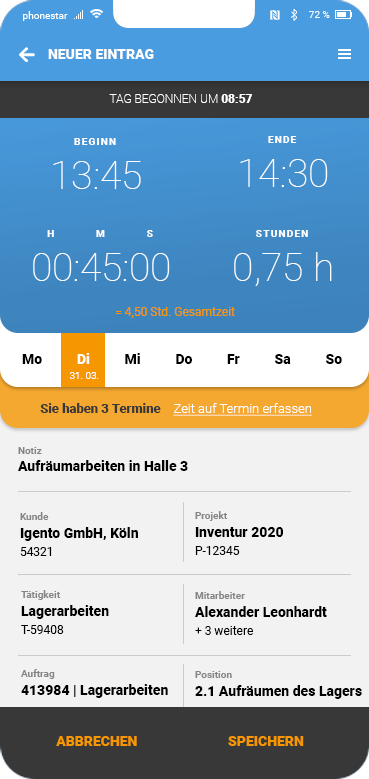 phonestar 72 %
NEUER EINTRAG
TAG BEGONNEN UM 08:57
BEGINN ENDE
13:45 14:30
H M S STUNDEN
00:45:00 0,75 h
= 4,50 Std. Gesamtzeit
Mo Di Mi Do Fr Sa So
31. 03.
Sie haben 3 Termine Zeit auf Termin erfassen
Notiz
Aufräumarbeiten in Halle 3
Kunde Projekt
Igento GmbH, Köln Inventur 2020
54321 P-12345
Tätigkeit Mitarbeiter
Lagerarbeiten Alexander Leonhardt
T-59408 + 3 weitere
Auftrag Position
413984 | Lagerarbeiten 2.1 Aufräumen des Lagers
ABBRECHEN SPEICHERN